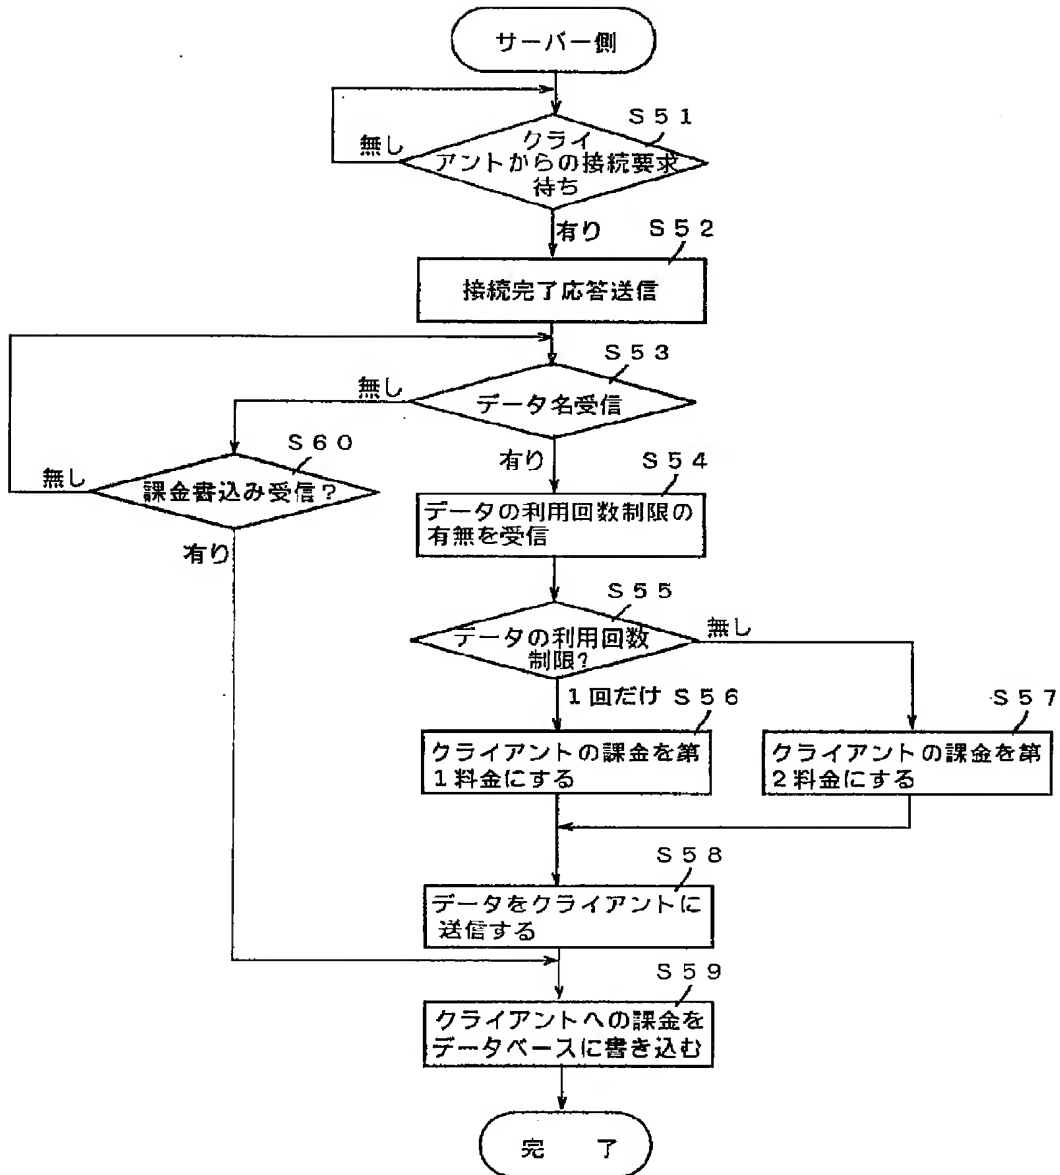 サーバー側
S51
クライ
アントからの接続要求
待ち
無し
有り
S52
接続完了応答送信
S53
データ名受信
無し
有り
S60
課金書込み受信？
無し
有り
S54
データの利用回数制限の
有無を受信
S55
データの利用回数
制限?
無し
1回だけ S56
クライアントの課金を第
1料金にする
S57
クライアントの課金を第
2料金にする
S58
データをクライアントに
送信する
S59
クライアントへの課金を
データベースに書き込む
完 了